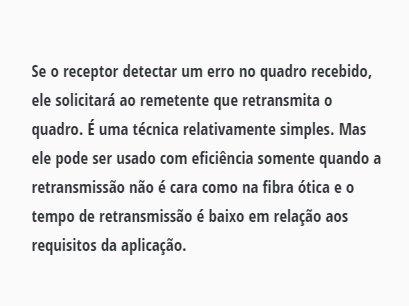 Se o receptor detectar um erro no quadro recebido,
ele solicitará ao remetente que retransmita o
quadro. É uma técnica relativamente simples. Mas
ele pode ser usado com eficiência somente quando a
retransmissão não é cara como na fibra ótica e o
tempo de retransmissão é baixo em relação aos
requisitos da aplicação.